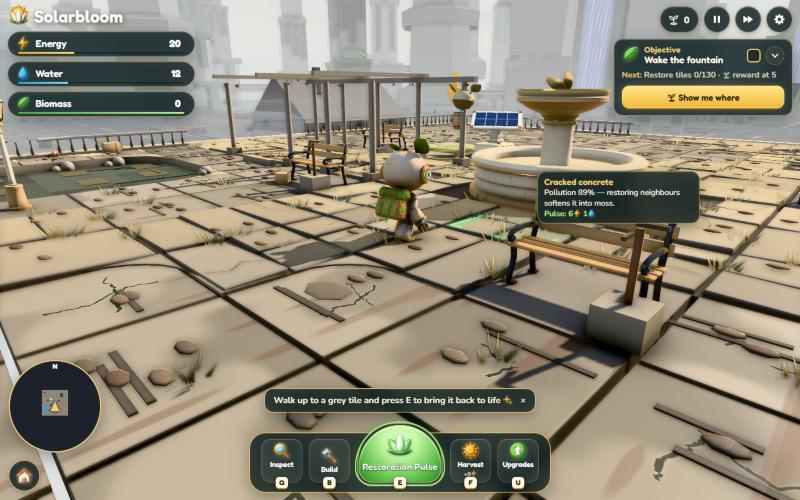 Solarbloom
Energy 20
Water 12
Biomass 0
0
Objective
Wake the fountain
Next: Restore tiles 0/130 · reward at 5
Show me where
Cracked concrete
Pollution 89% — restoring neighbours
softens it into moss.
Pulse: 6 1
N
Walk up to a grey tile and press E to bring it back to life ×
Inspect
Q
Build
B
Restoration Pulse
E
Harvest
+8
F
Upgrades
U